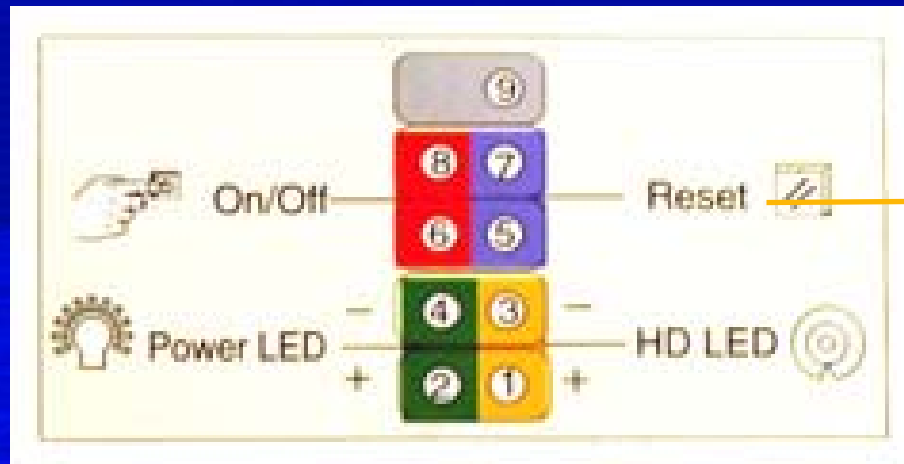 9
8 7
On/Off Reset
6 5
- 4 3 -
Power LED HD LED
+ 2 1 +